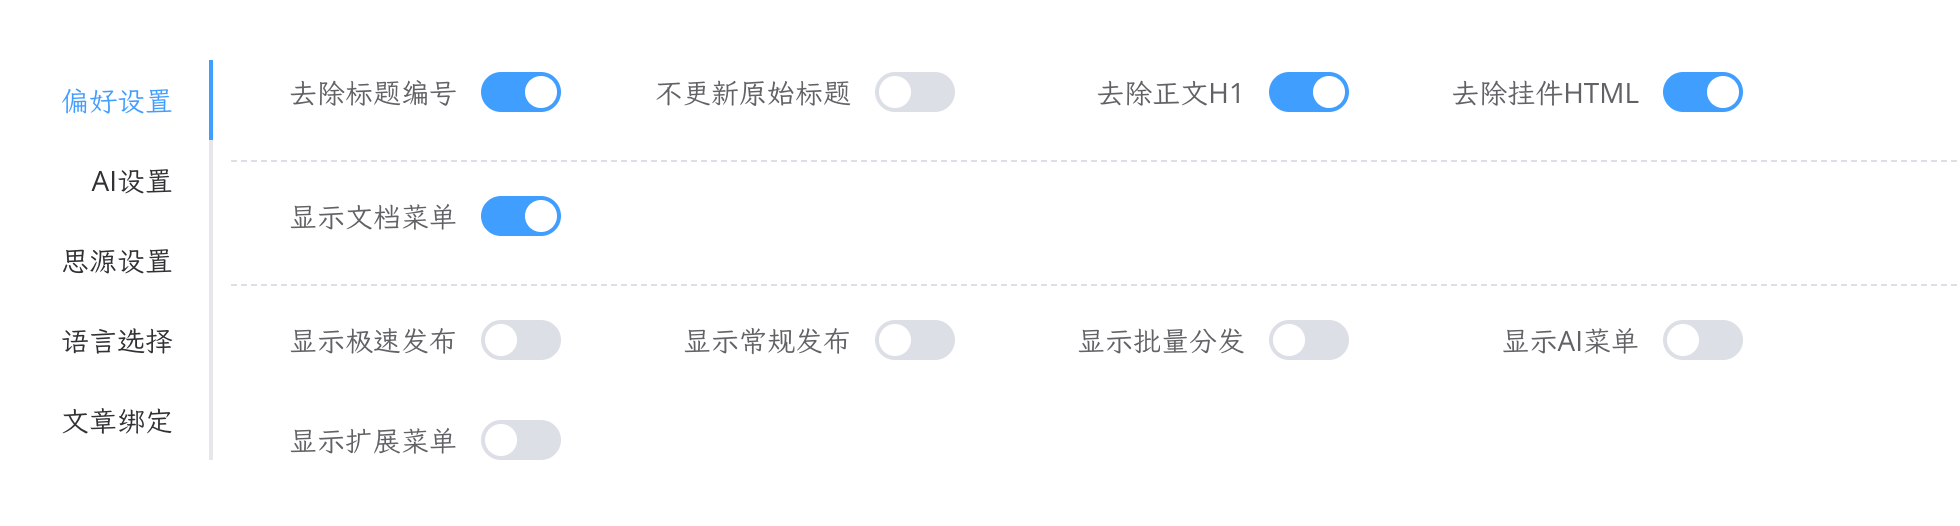 偏好设置
AI设置
思源设置
语言选择
文章绑定
去除标题编号 不更新原始标题 去除正文H1 去除挂件HTML
显示文档菜单
显示极速发布 显示常规发布 显示批量分发 显示AI菜单
显示扩展菜单